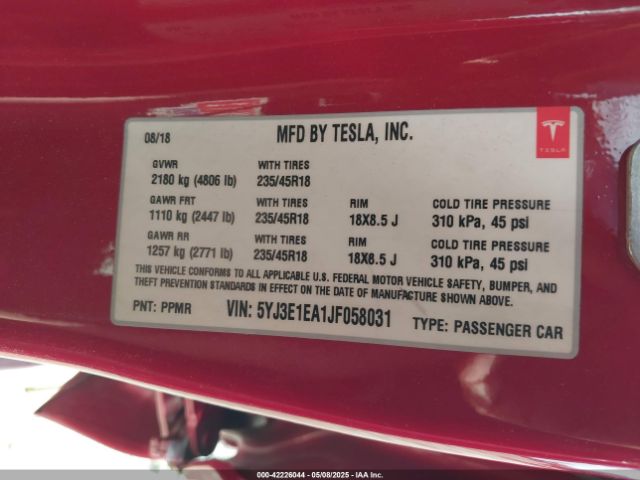 08/18 MFD BY TESLA, INC.
TESLA
GVWR WITH TIRES
2180 kg (4806 lb) 235/45R18
GAWR FRT WITH TIRES RIM COLD TIRE PRESSURE
1110 kg (2447 lb) 235/45R18 18X8.5 J 310 kPa, 45 psi
GAWR RR WITH TIRES RIM COLD TIRE PRESSURE
1257 kg (2771 lb) 235/45R18 18X8.5 J 310 kPa, 45 psi
THIS VEHICLE CONFORMS TO ALL APPLICABLE U.S. FEDERAL MOTOR VEHICLE SAFETY, BUMPER, AND
THEFT PREVENTION STANDARDS IN EFFECT ON THE DATE OF MANUFACTURE SHOWN ABOVE.
PNT: PPMR VIN: 5YJ3E1EA1JF058031 TYPE: PASSENGER CAR
000-42226044 - 05/08/2025 - IAA Inc.